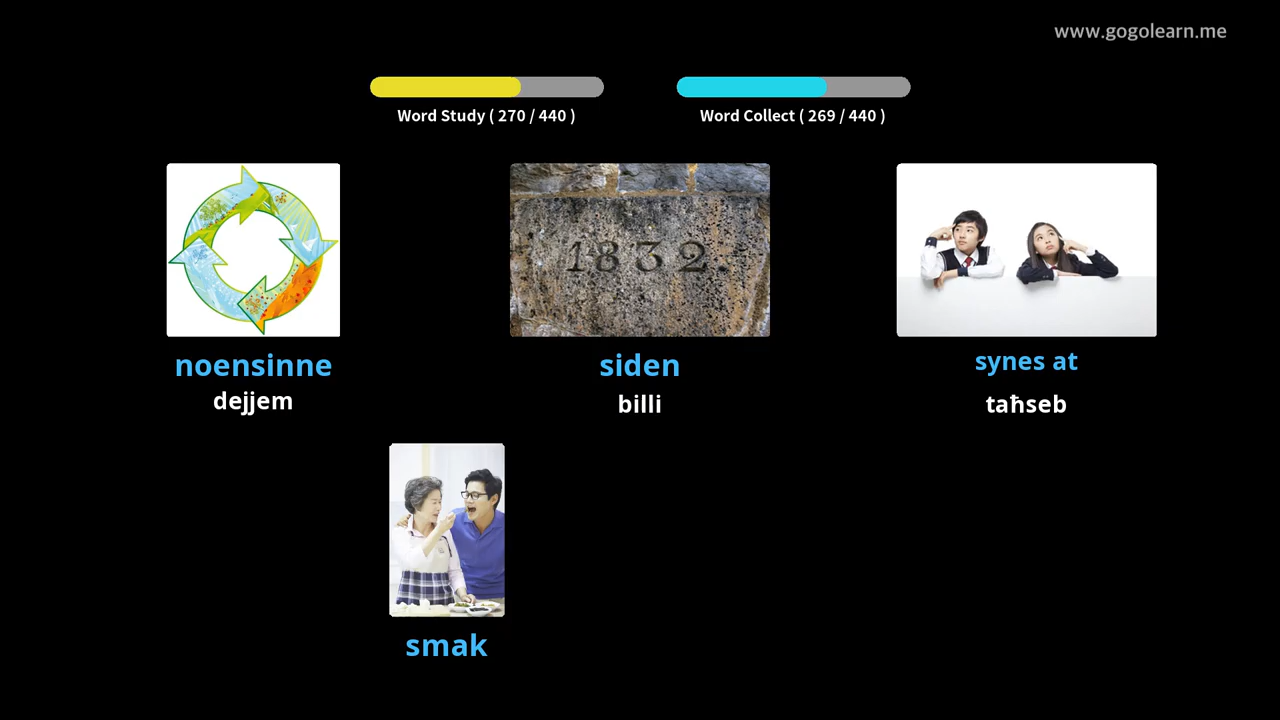 www.gogolearn.me
Word Study ( 270 / 440 )
Word Collect ( 269 / 440 )
1832
noensinne
dejjem
siden
billi
synes at
taħseb
smak